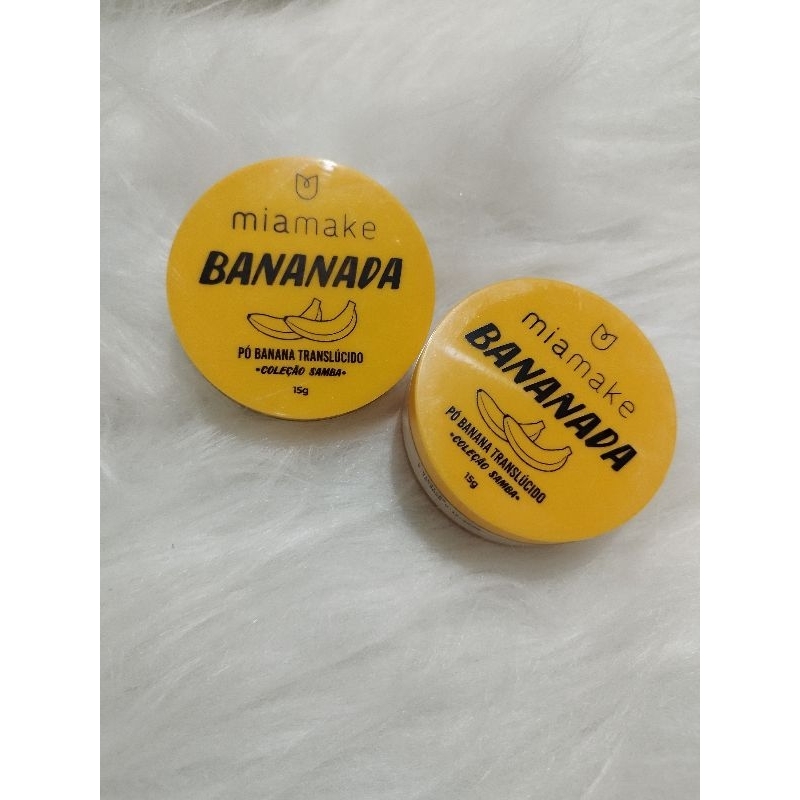 miamake
BANANADA
PÓ BANANA TRANSLÚCIDO
•COLEÇÃO SAMBA•
15g
miamake
BANANADA
PÓ BANANA TRANSLÚCIDO
•COLEÇÃO SAMBA•
15g